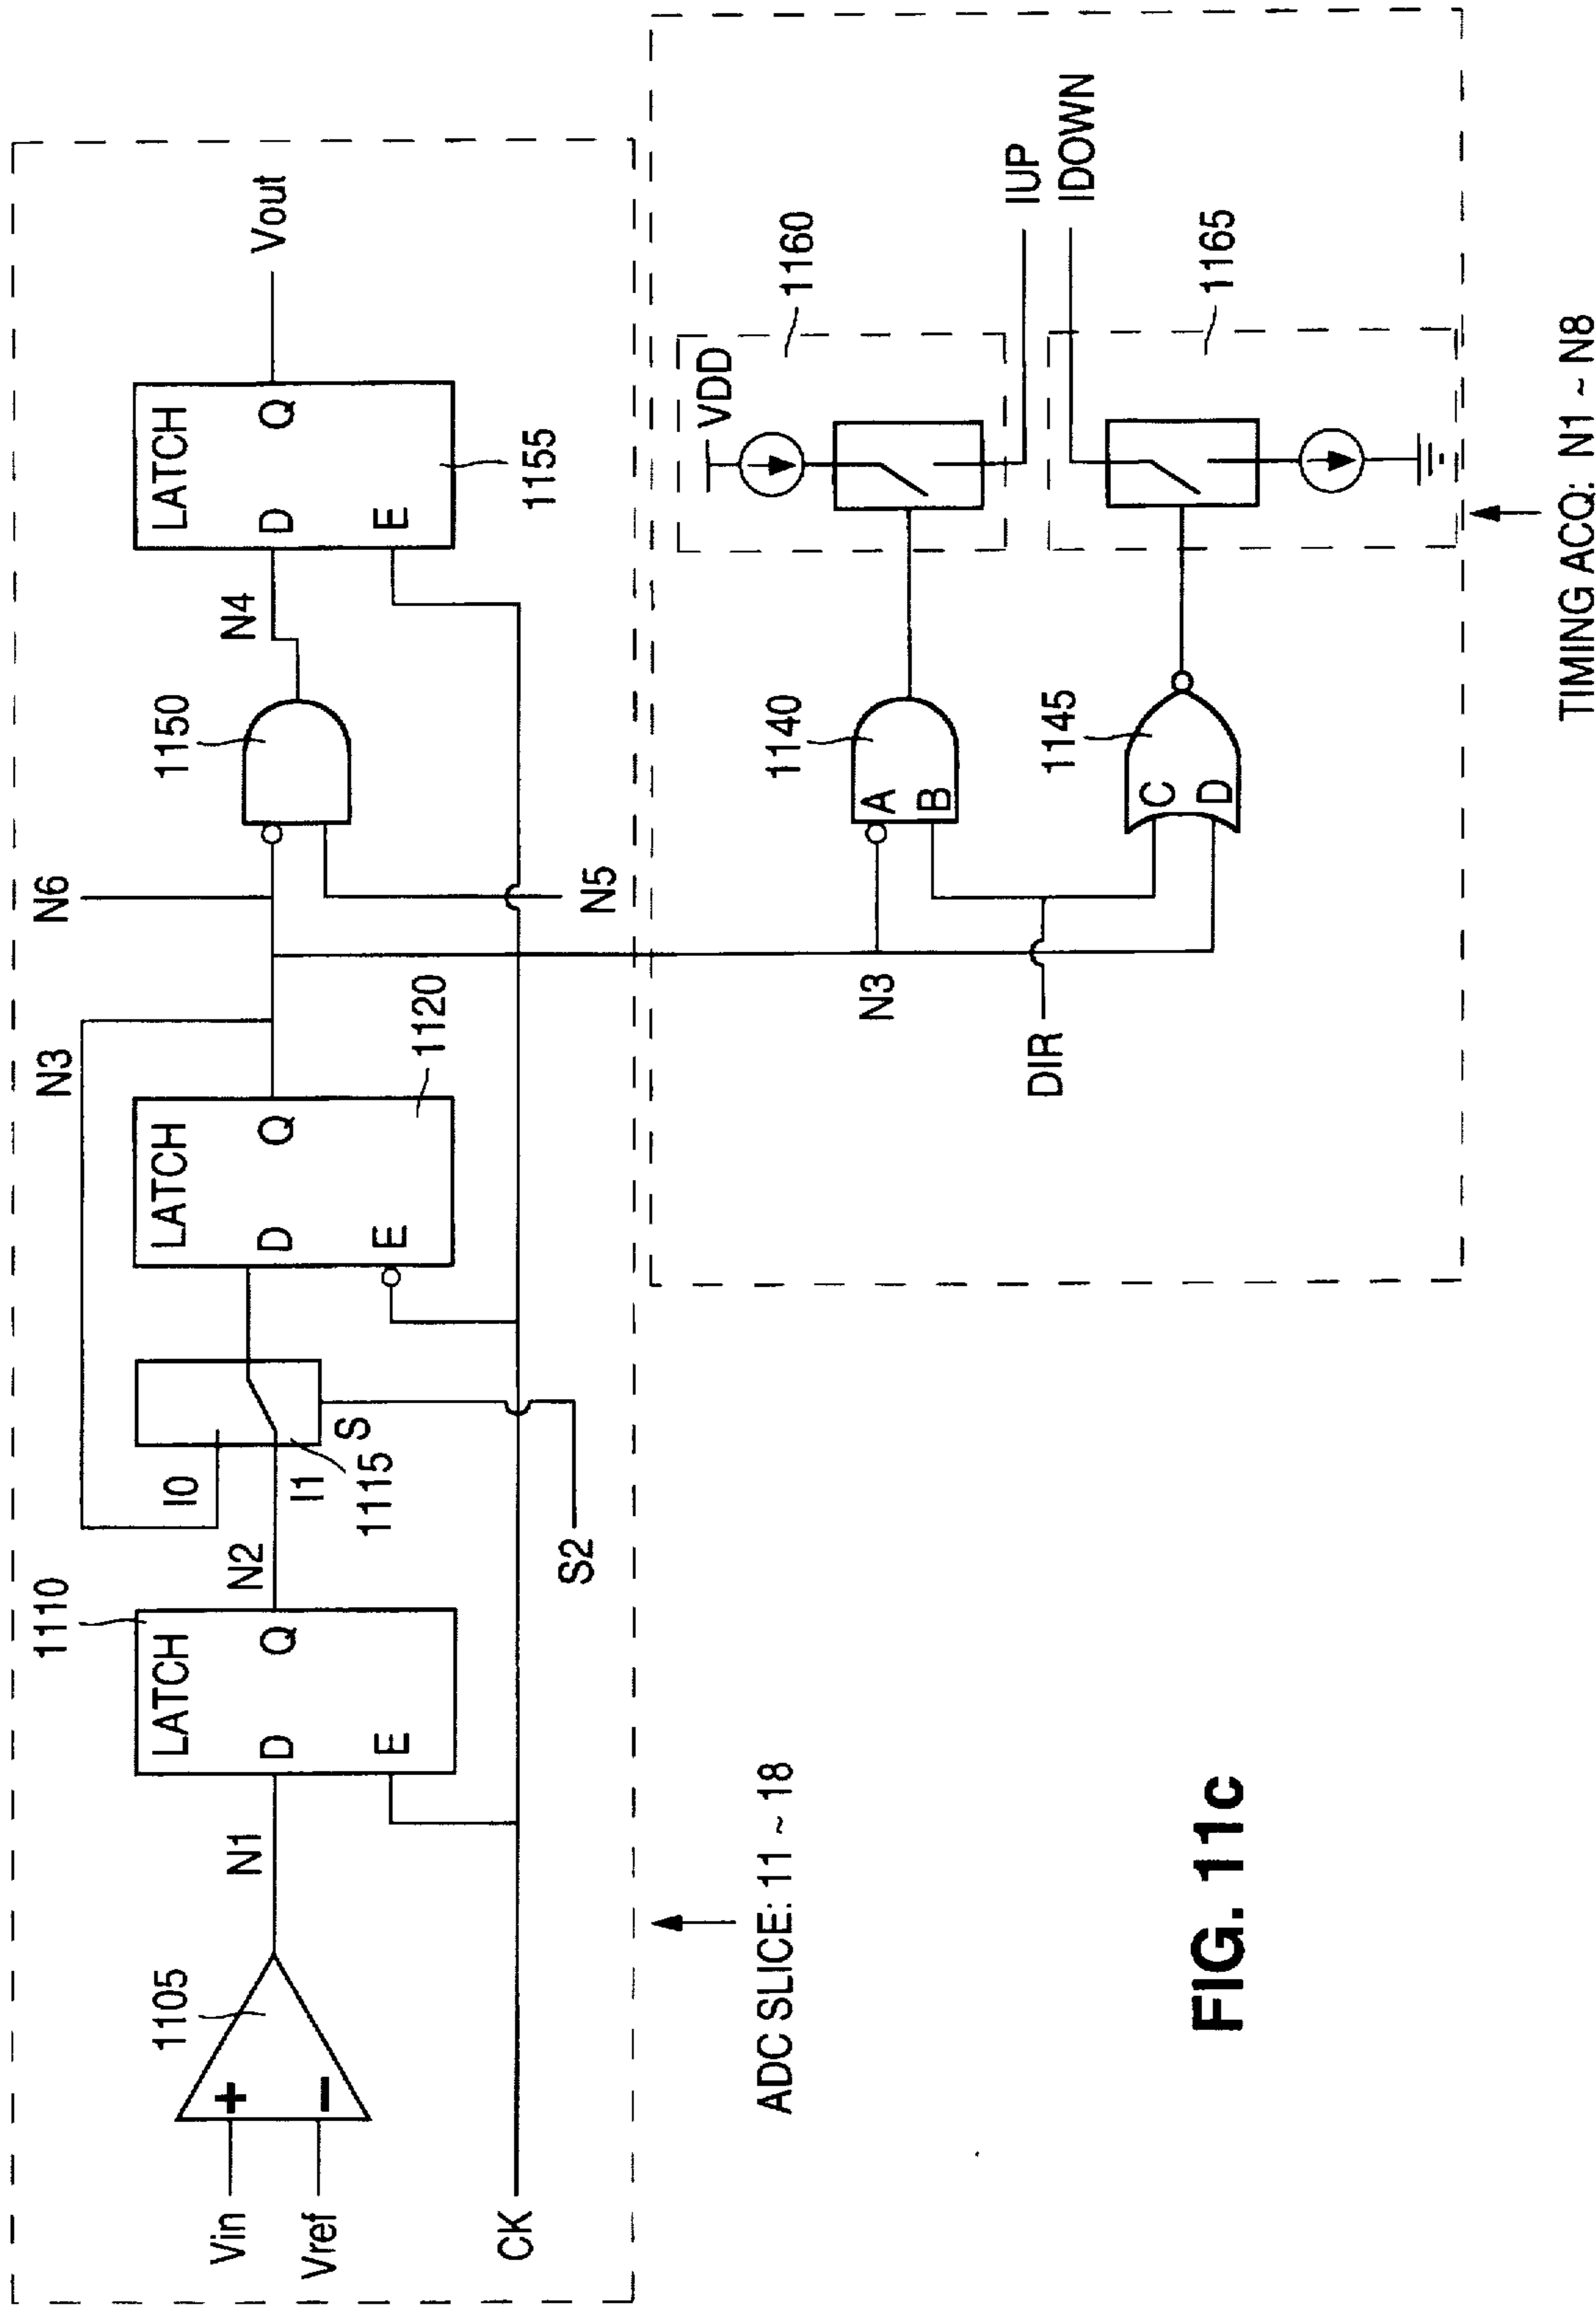 Vin
Vref
CK
+
−
1105
N1
1110
LATCH
D
Q
E
N2
I0
I1
1115
S
S2
N3
LATCH
D
Q
E
1120
N6
N5
1150
N4
LATCH
D
Q
E
1155
Vout
ADC SLICE: 11 ~ 18
N3
DIR
1140
A
B
1145
C
D
VDD
1160
1165
IUP
IDOWN
TIMING ACQ: N1 ~ N8
FIG. 11c